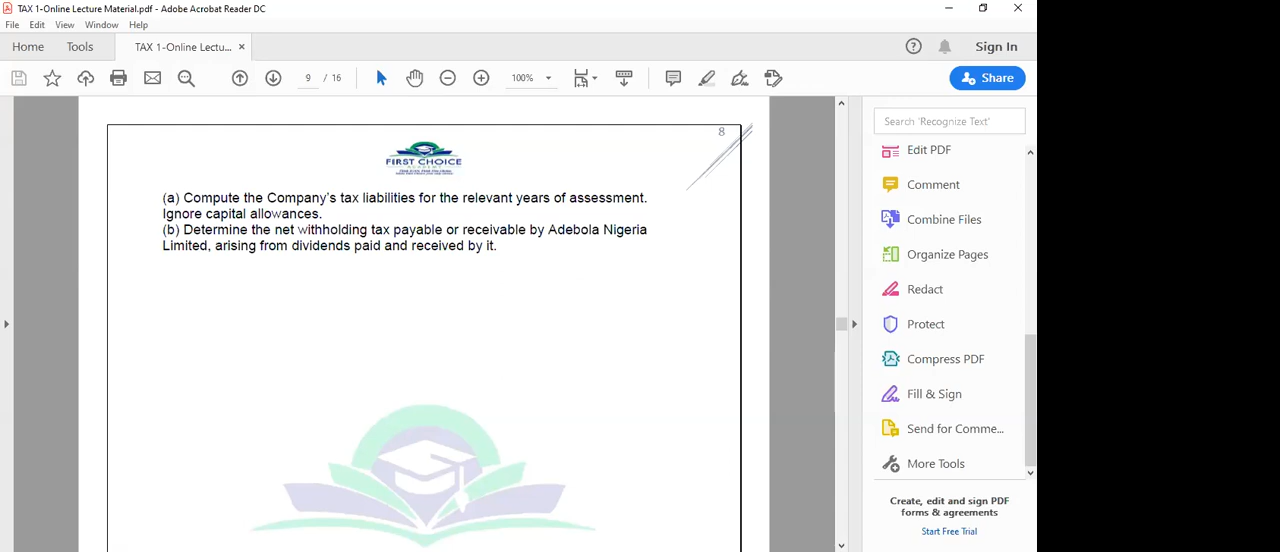 TAX 1-Online Lecture Material.pdf - Adobe Acrobat Reader DC
File Edit View Window Help
Home Tools TAX 1-Online Lectu... × Sign In
9 / 16 100% Share
8
FIRST CHOICE
ACADEMY
(a) Compute the Company's tax liabilities for the relevant years of assessment.
Ignore capital allowances.
(b) Determine the net withholding tax payable or receivable by Adebola Nigeria
Limited, arising from dividends paid and received by it.
Search 'Recognize Text'
Edit PDF
Comment
Combine Files
Organize Pages
Redact
Protect
Compress PDF
Fill & Sign
Send for Comme...
More Tools
Create, edit and sign PDF
forms & agreements
Start Free Trial